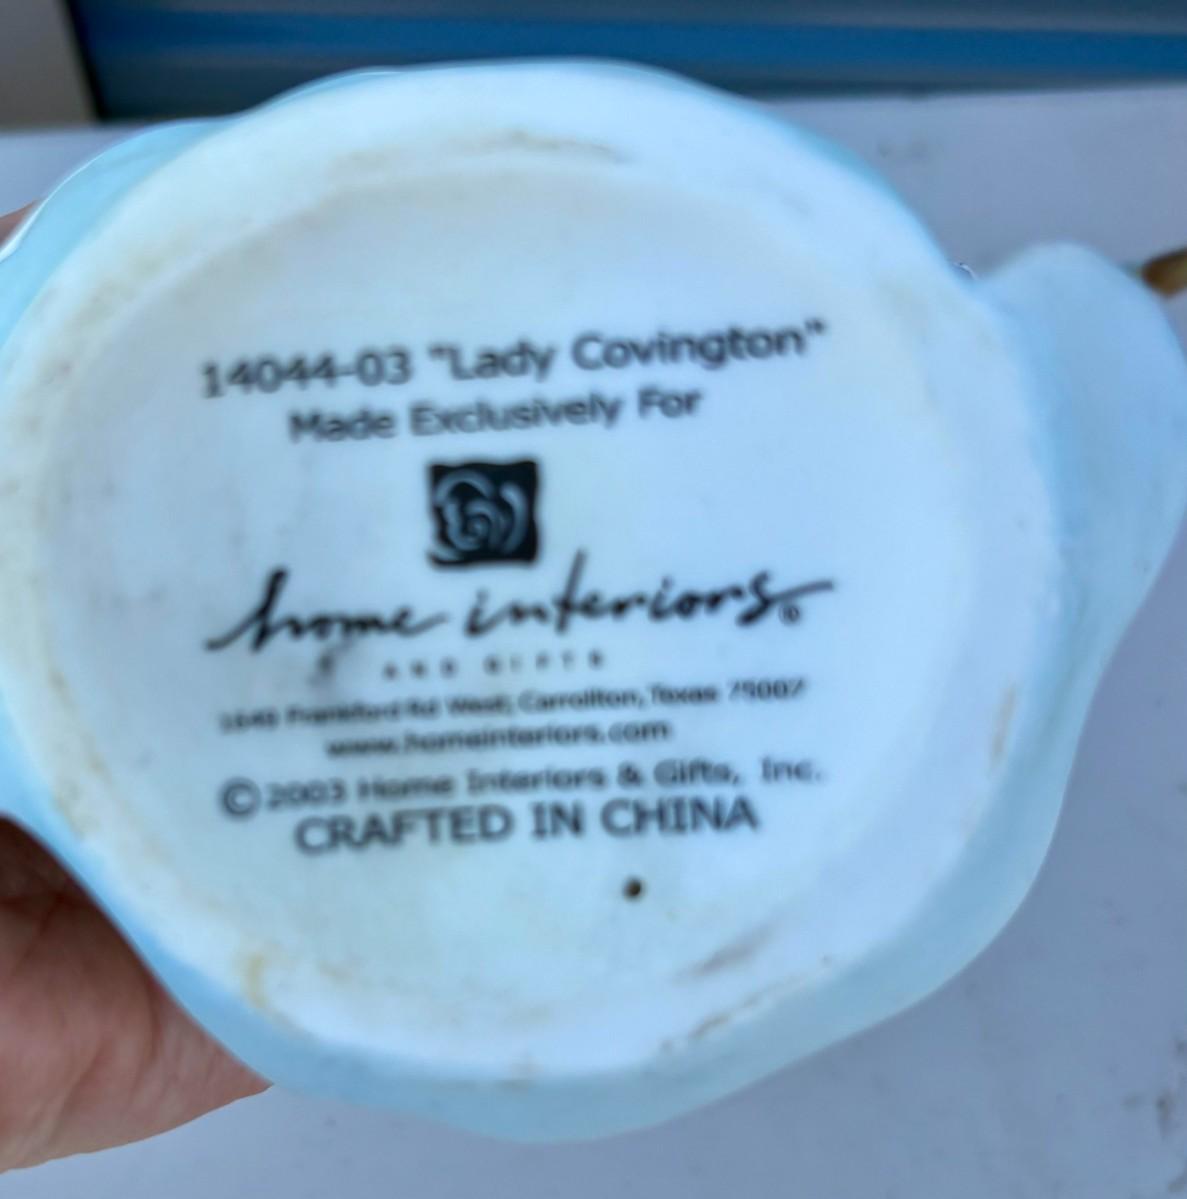 14044-03 "Lady Covington"
Made Exclusively For
home interiors®
AND GIFTS
1649 Frankford Rd West, Carrollton, Texas 75007
www.homeinteriors.com
©2003 Home Interiors & Gifts, Inc.
CRAFTED IN CHINA